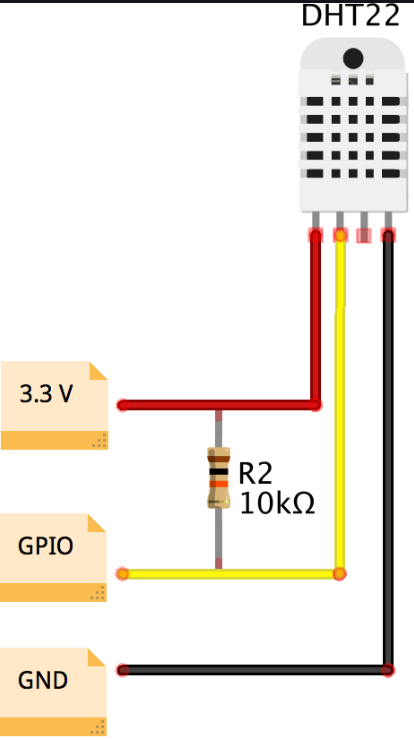 DHT22
3.3 V
R2
10kΩ
GPIO
GND